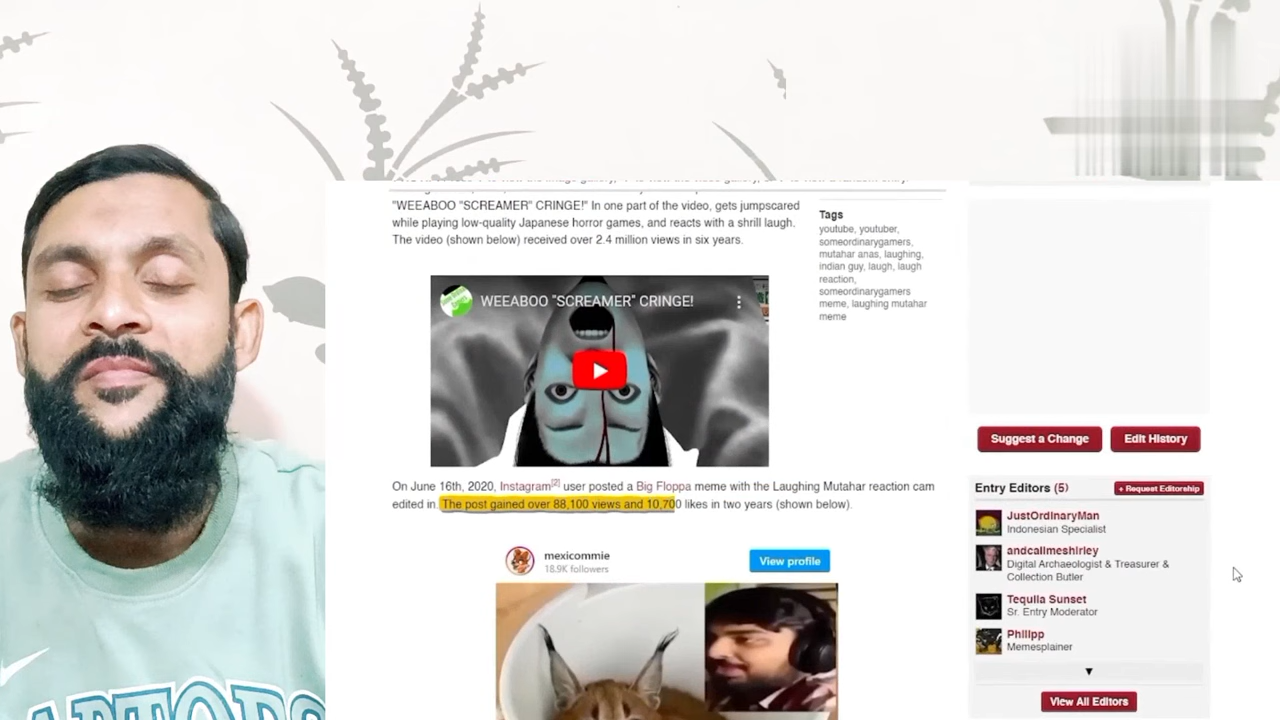 "WEEABOO "SCREAMER" CRINGE!" In one part of the video, gets jumpscared
while playing low-quality Japanese horror games, and reacts with a shrill laugh.
The video (shown below) received over 2.4 million views in six years.
WEEABOO "SCREAMER" CRINGE!
On June 16th, 2020, Instagram[2] user posted a Big Floppa meme with the Laughing Mutahar reaction cam
edited in. The post gained over 88,100 views and 10,700 likes in two years (shown below).
mexicommie
18.9K followers
View profile
Tags
youtube, youtuber,
someordinarygamers,
mutahar anas, laughing,
indian guy, laugh, laugh
reaction,
someordinarygamers
meme, laughing mutahar
meme
Suggest a Change
Edit History
Entry Editors (5)
+ Request Editorship
JustOrdinaryMan
Indonesian Specialist
andcallmeshirley
Digital Archaeologist & Treasurer &
Collection Butler
Tequila Sunset
Sr. Entry Moderator
Philipp
Memesplainer
View All Editors